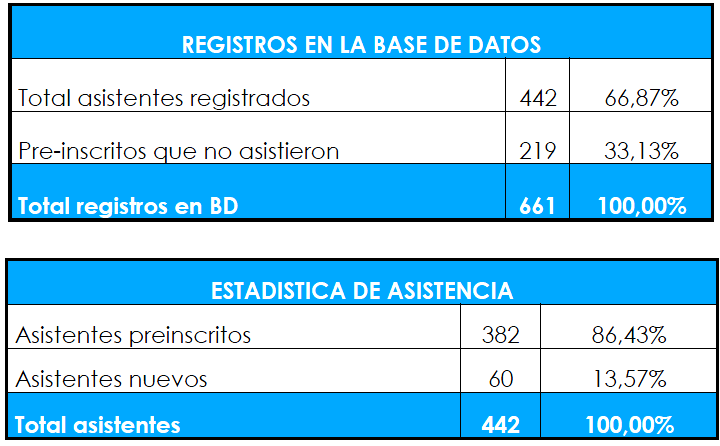 REGISTROS EN LA BASE DE DATOS
Total asistentes registrados 442 66,87%
Pre-inscritos que no asistieron 219 33,13%
Total registros en BD 661 100,00%
ESTADISTICA DE ASISTENCIA
Asistentes preinscritos 382 86,43%
Asistentes nuevos 60 13,57%
Total asistentes 442 100,00%